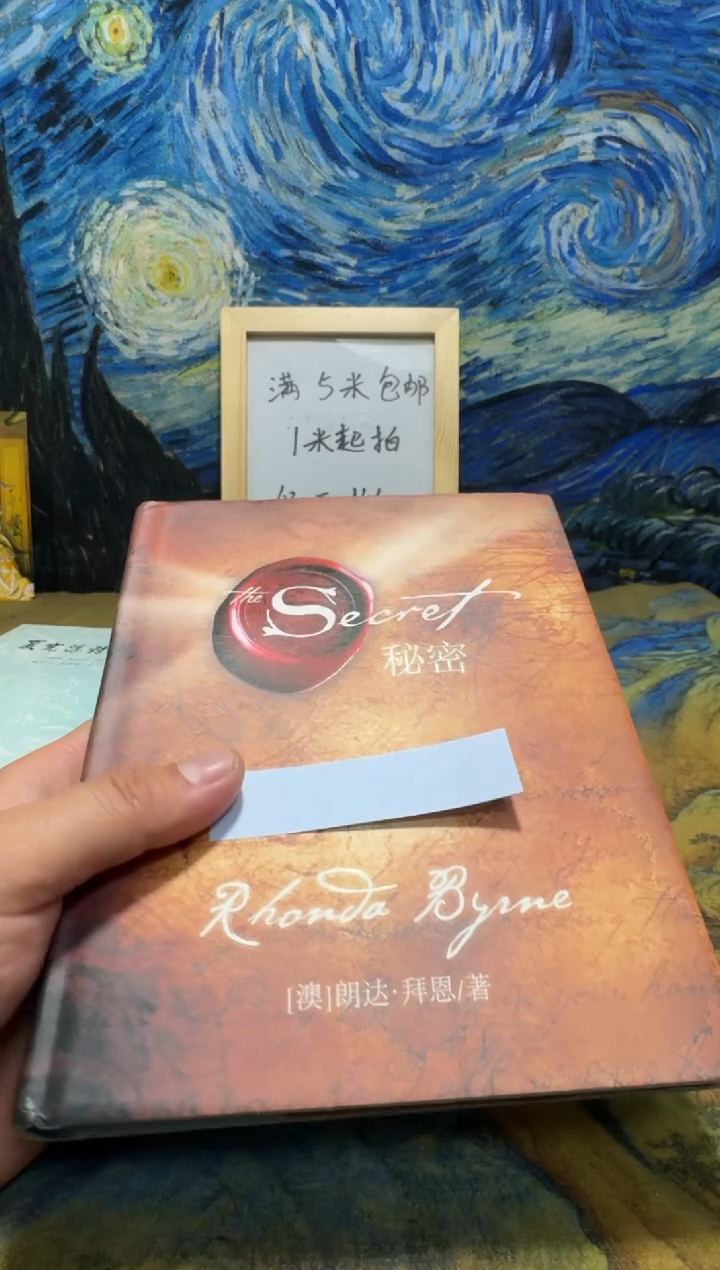 满5米包邮
1米起拍
the Secret
秘密
Rhonda Byrne
[澳]朗达·拜恩/著